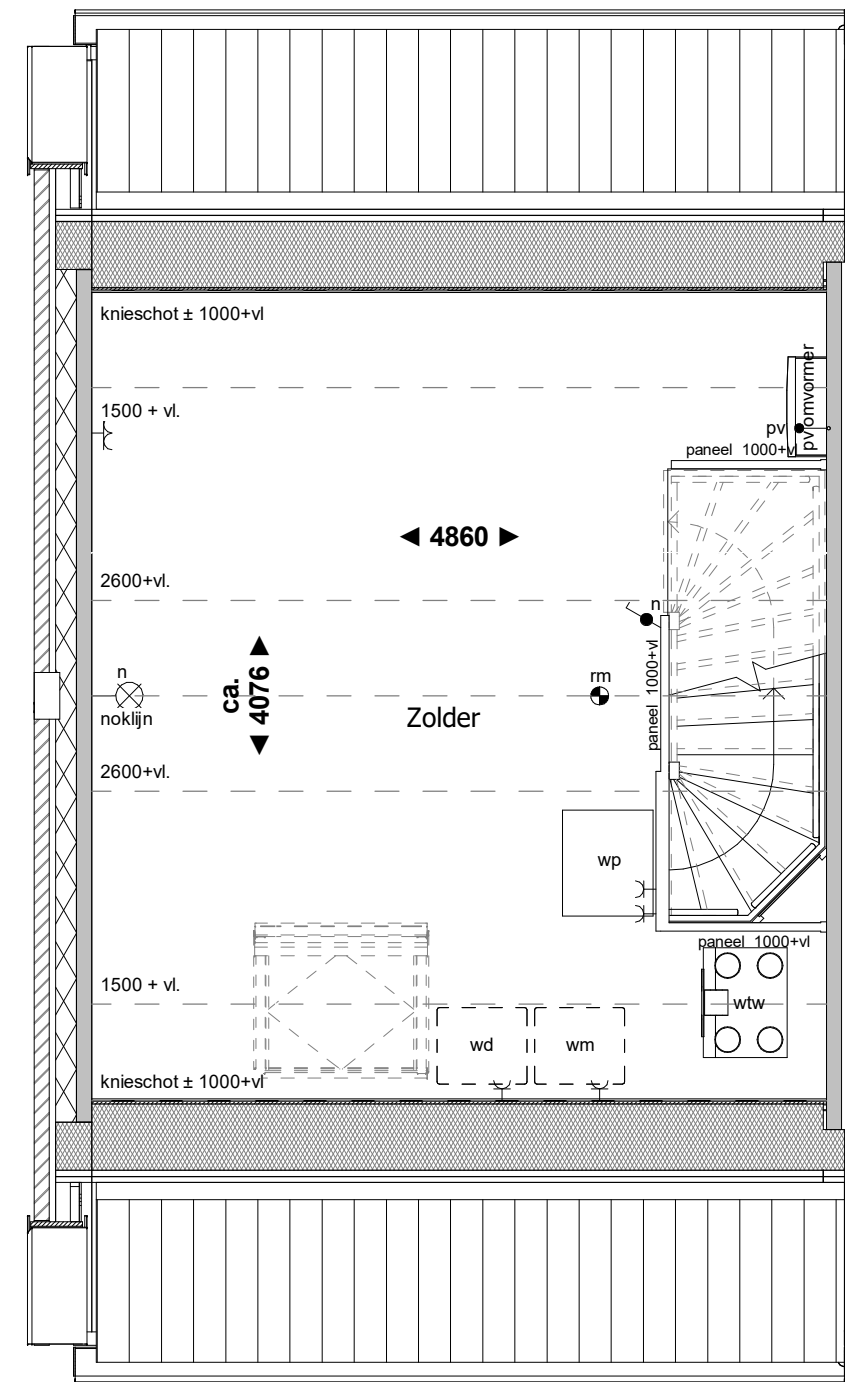 knieschot ± 1000+vl
pv omvormer
1500 + vl.
pv
paneel 1000+vl
◄ 4860 ►
2600+vl.
n
paneel 1000+vl
n
ca.
◄ 4076 ►
rm
noklijn
Zolder
2600+vl.
wp
paneel 1000+vl
1500 + vl.
wtw
wd
wm
knieschot ± 1000+vl